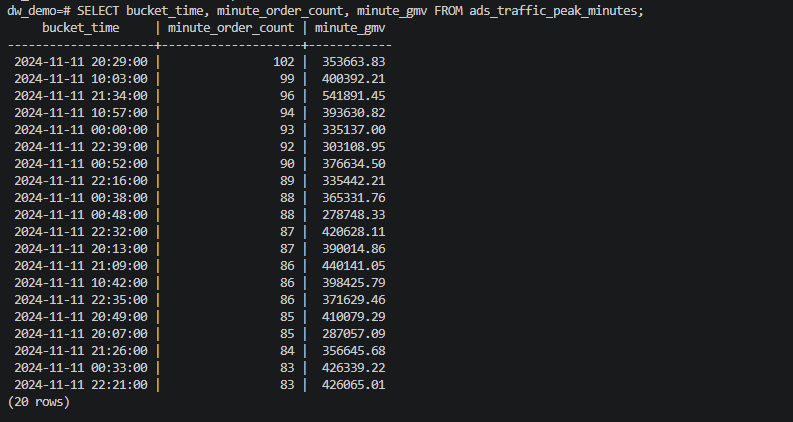 dw_demo=# SELECT bucket_time, minute_order_count, minute_gmv FROM ads_traffic_peak_minutes;
     bucket_time     | minute_order_count | minute_gmv
---------------------+--------------------+------------
 2024-11-11 20:29:00 |                102 |  353663.83
 2024-11-11 10:03:00 |                 99 |  400392.21
 2024-11-11 21:34:00 |                 96 |  541891.45
 2024-11-11 10:57:00 |                 94 |  393630.82
 2024-11-11 00:00:00 |                 93 |  335137.00
 2024-11-11 22:39:00 |                 92 |  303108.95
 2024-11-11 00:52:00 |                 90 |  376634.50
 2024-11-11 22:16:00 |                 89 |  335442.21
 2024-11-11 00:38:00 |                 88 |  365331.76
 2024-11-11 00:48:00 |                 88 |  278748.33
 2024-11-11 22:32:00 |                 87 |  420628.11
 2024-11-11 20:13:00 |                 87 |  390014.86
 2024-11-11 21:09:00 |                 86 |  440141.05
 2024-11-11 10:42:00 |                 86 |  398425.79
 2024-11-11 22:35:00 |                 86 |  371629.46
 2024-11-11 20:49:00 |                 85 |  410079.29
 2024-11-11 20:07:00 |                 85 |  287057.09
 2024-11-11 21:26:00 |                 84 |  356645.68
 2024-11-11 00:33:00 |                 83 |  426339.22
 2024-11-11 22:21:00 |                 83 |  426065.01
(20 rows)